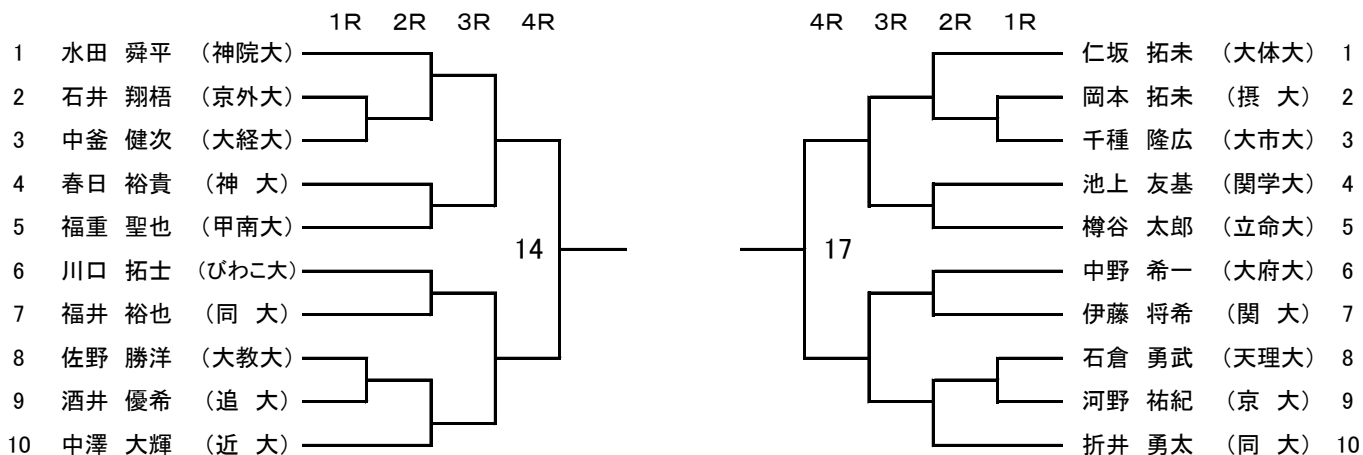 1R 2R 3R 4R 4R 3R 2R 1R
1 水田 舜平 (神院大) 仁坂 拓未 (大体大) 1
2 石井 翔梧 (京外大) 岡本 拓未 (摂 大) 2
3 中釜 健次 (大経大) 千種 隆広 (大市大) 3
4 春日 裕貴 (神 大) 池上 友基 (関学大) 4
5 福重 聖也 (甲南大) 樽谷 太郎 (立命大) 5
14 17
6 川口 拓士 (びわこ大) 中野 希一 (大府大) 6
7 福井 裕也 (同 大) 伊藤 将希 (関 大) 7
8 佐野 勝洋 (大教大) 石倉 勇武 (天理大) 8
9 酒井 優希 (追 大) 河野 祐紀 (京 大) 9
10 中澤 大輝 (近 大) 折井 勇太 (同 大) 10